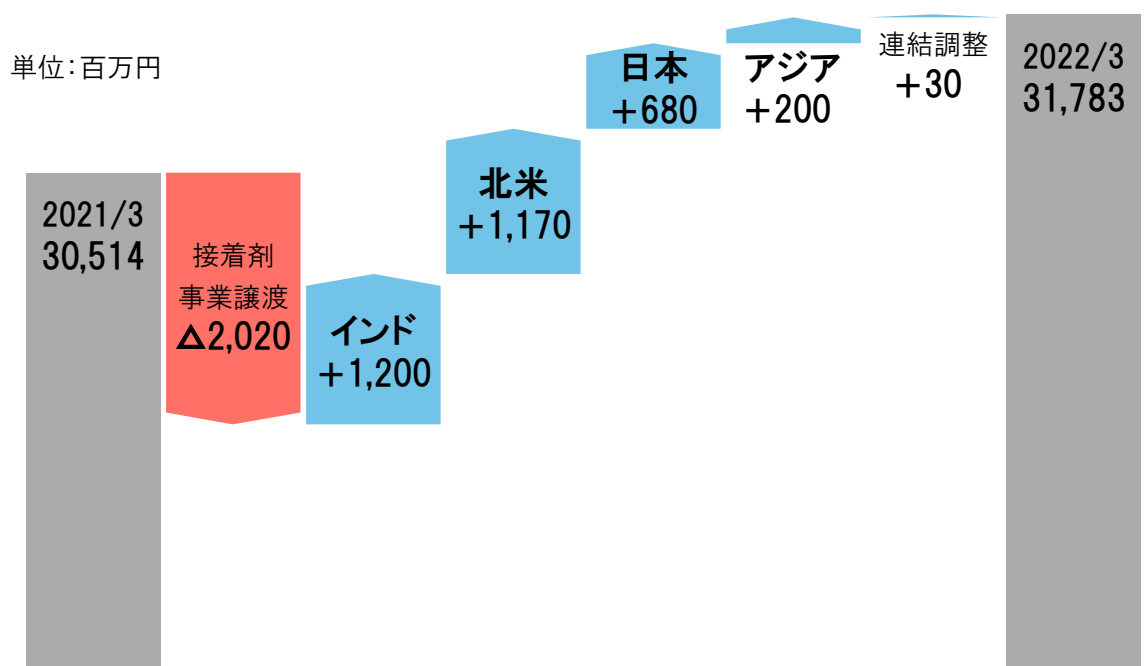 単位：百万円
2021/3
30,514
接着剤
事業譲渡
△2,020
インド
＋1,200
北米
＋1,170
日本
＋680
アジア
＋200
連結調整
＋30
2022/3
31,783